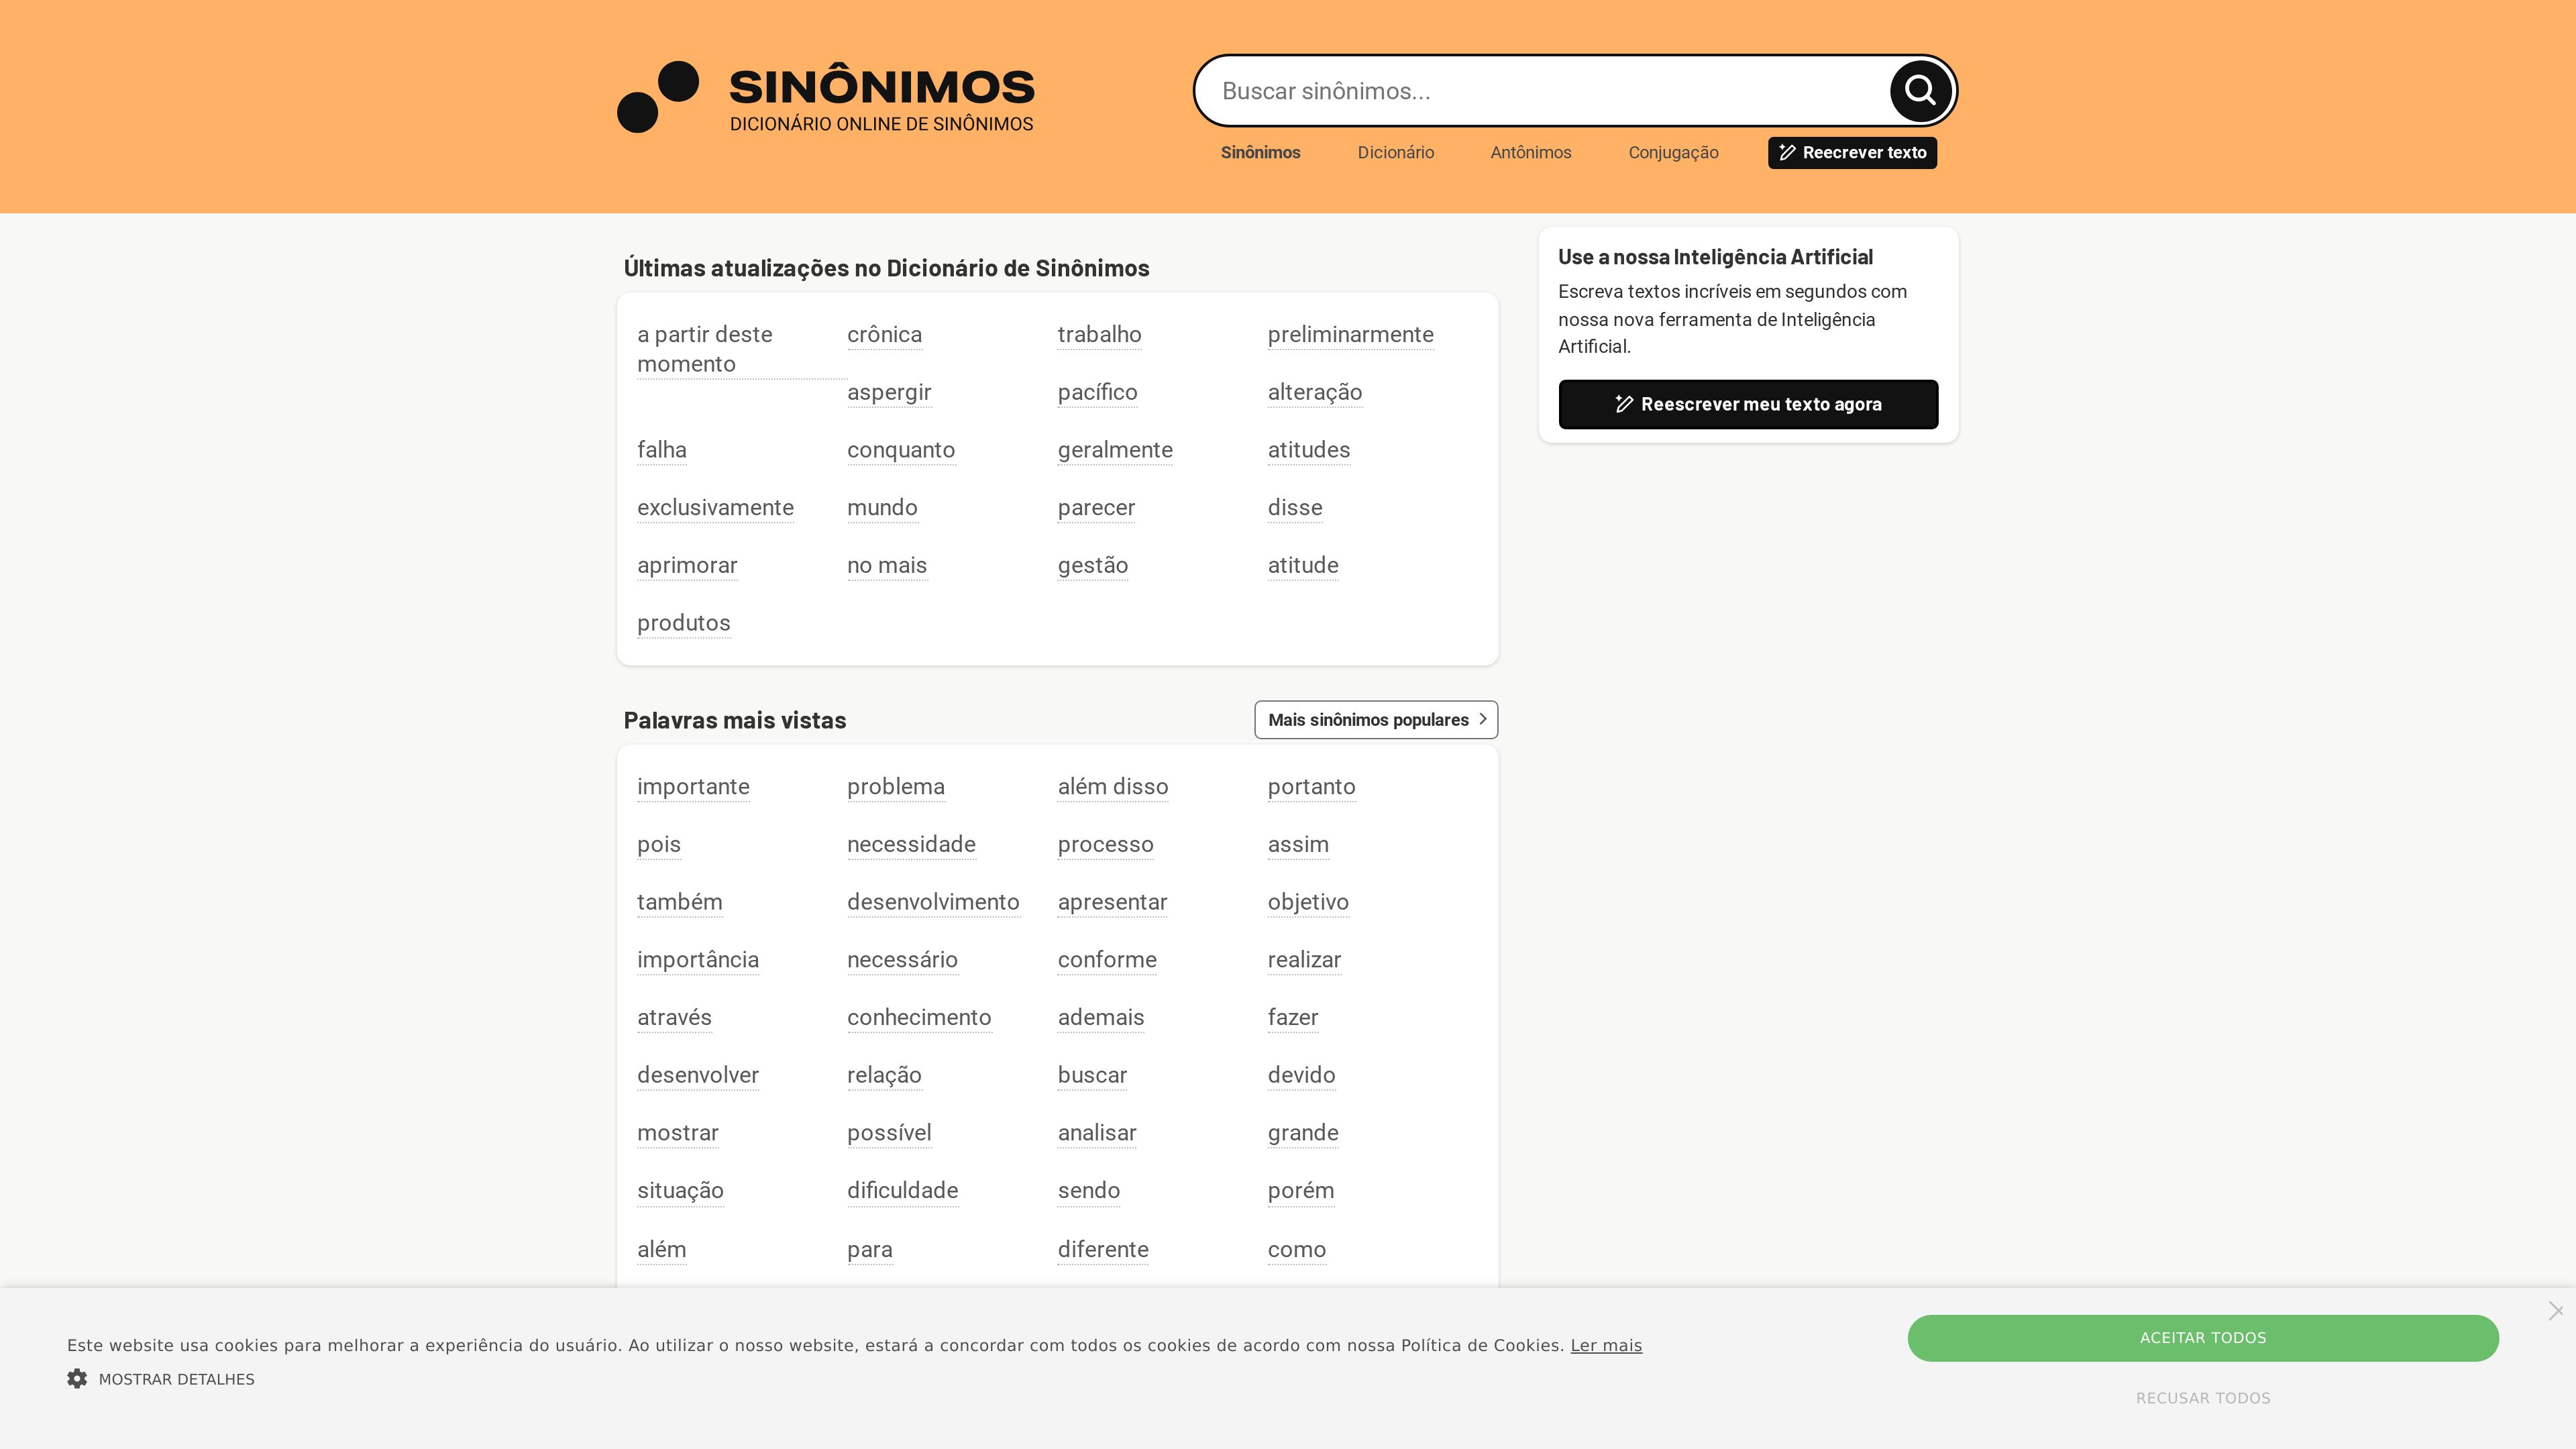 SINÔNIMOS
DICIONÁRIO ONLINE DE SINÔNIMOS
Buscar sinônimos...
Sinônimos Dicionário Antônimos Conjugação Reecrever texto
Últimas atualizações no Dicionário de Sinônimos
a partir deste momento crônica trabalho preliminarmente
aspergir pacífico alteração
falha conquanto geralmente atitudes
exclusivamente mundo parecer disse
aprimorar no mais gestão atitude
produtos
Use a nossa Inteligência Artificial
Escreva textos incríveis em segundos com
nossa nova ferramenta de Inteligência
Artificial.
Reescrever meu texto agora
Palavras mais vistas
Mais sinônimos populares
importante problema além disso portanto
pois necessidade processo assim
também desenvolvimento apresentar objetivo
importância necessário conforme realizar
através conhecimento ademais fazer
desenvolver relação buscar devido
mostrar possível analisar grande
situação dificuldade sendo porém
além para diferente como
Este website usa cookies para melhorar a experiência do usuário. Ao utilizar o nosso website, estará a concordar com todos os cookies de acordo com nossa Política de Cookies. Ler mais
MOSTRAR DETALHES
ACEITAR TODOS
RECUSAR TODOS